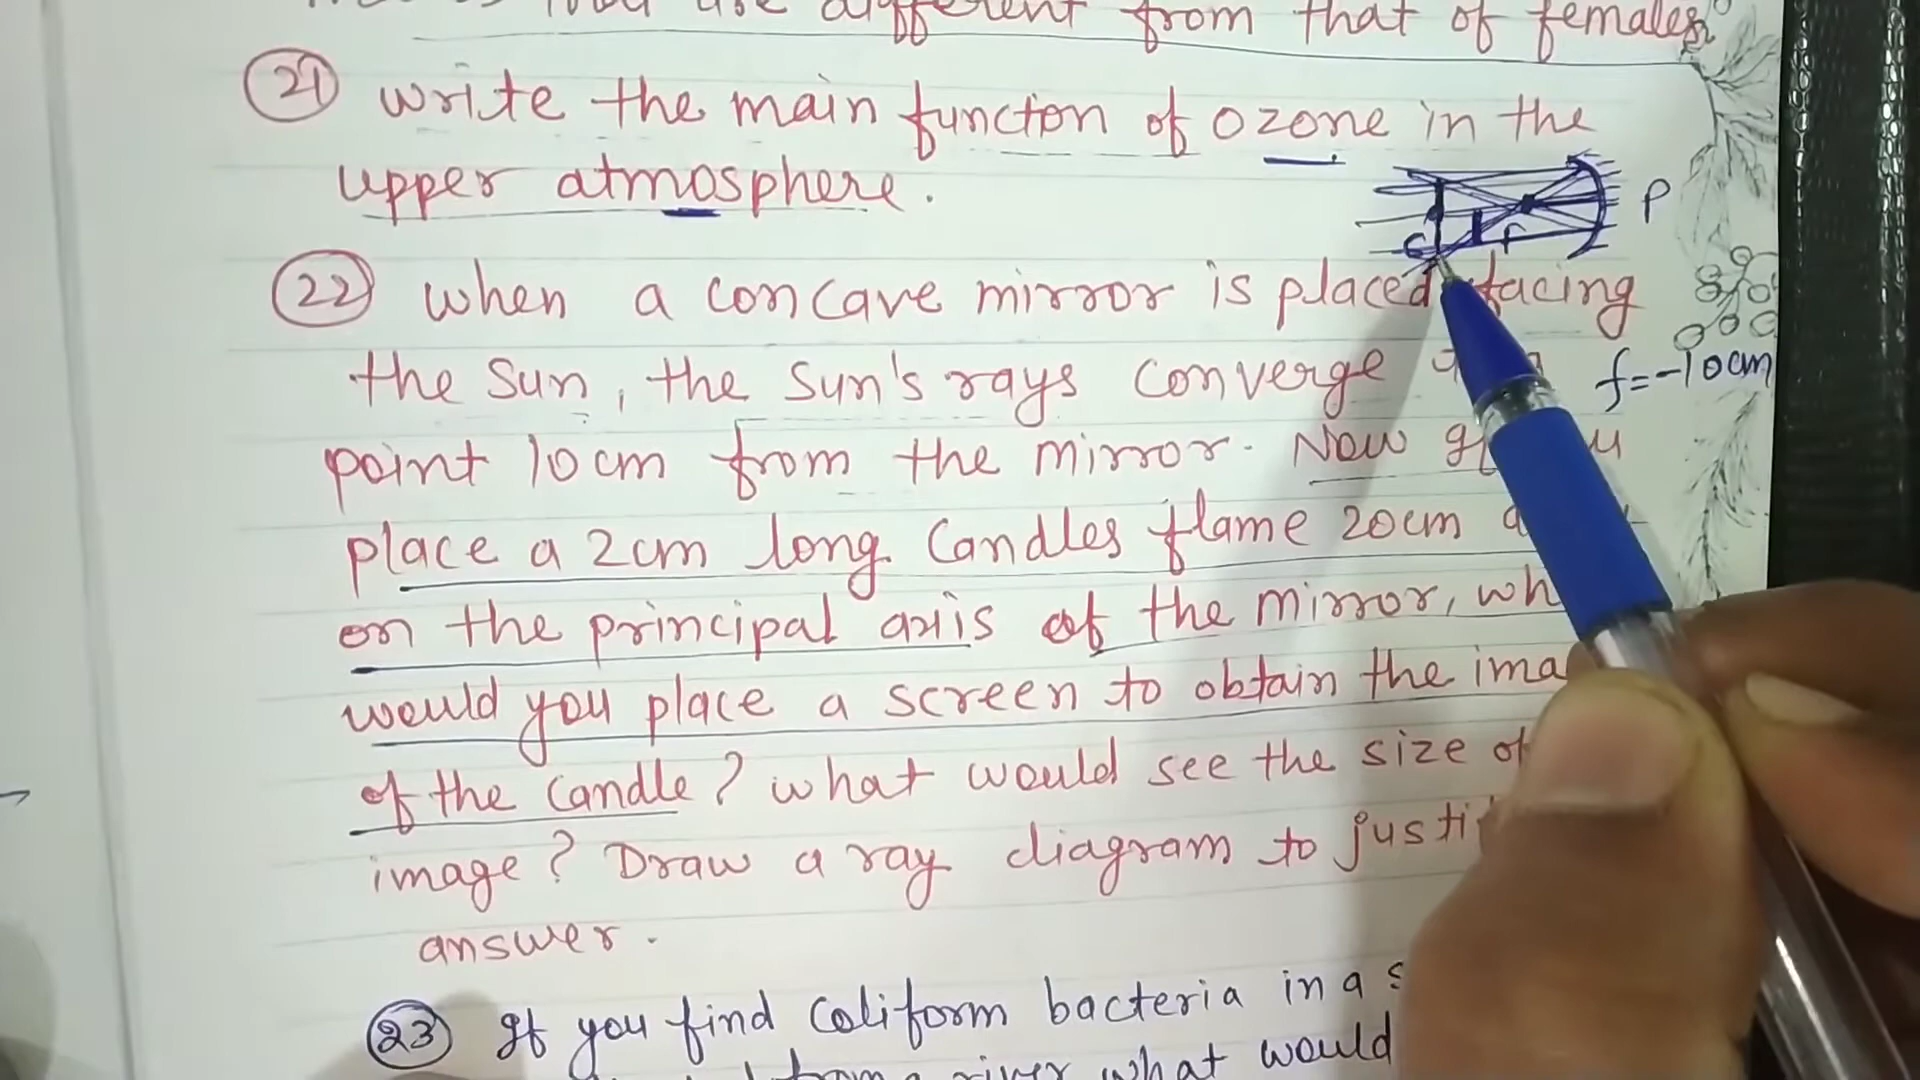 different from that of females
21 write the main function of ozone in the
upper atmosphere.
P
C F
22 when a concave mirror is placed facing
the sun, the sun's rays converge
f=-10cm
point 10cm from the mirror. Now
place a 2cm long candles flame 20cm
on the principal axis of the mirror,
would you place a screen to obtain the
of the candle? what would see the size of
image? Draw a ray diagram to
answer.
23 If you find coliform bacteria in a
river what would